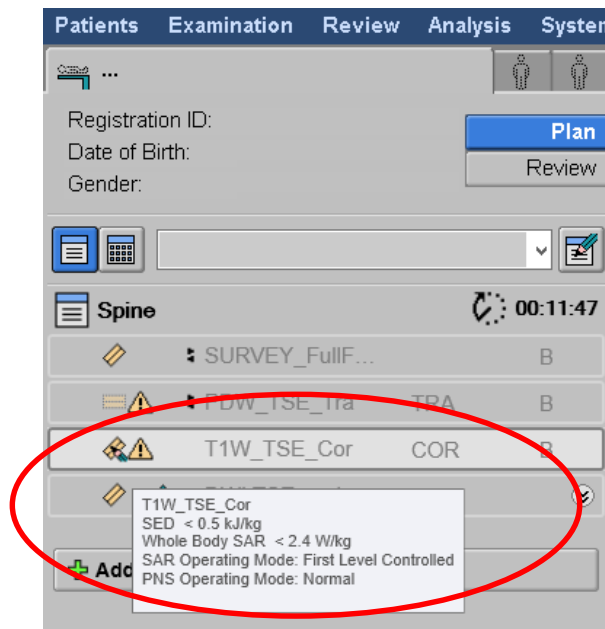 Patients Examination Review Analysis System
...
Registration ID:
Date of Birth:
Gender:
Plan
Review
Spine 00:11:47
SURVEY_FullF... B
PDW_TSE_Tra TRA B
T1W_TSE_Cor COR B
T1W_TSE_Cor
SED < 0.5 kJ/kg
Whole Body SAR < 2.4 W/kg
SAR Operating Mode: First Level Controlled
PNS Operating Mode: Normal
Add